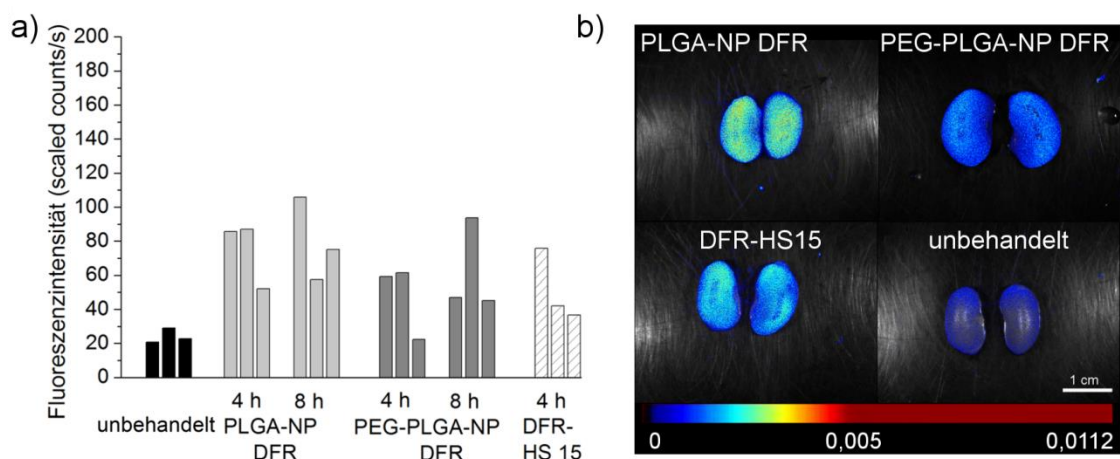 a)
Fluoreszenzintensität (scaled counts/s)
200
180
160
140
120
100
80
60
40
20
0
unbehandelt
4 h
8 h
PLGA-NP
DFR
4 h
8 h
PEG-PLGA-NP
DFR
4 h
DFR-
HS 15
b)
PLGA-NP DFR
PEG-PLGA-NP DFR
DFR-HS15
unbehandelt
1 cm
0
0,005
0,0112